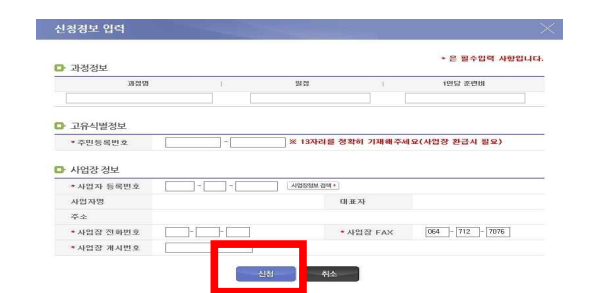 신청정보 입력
* 은 필수입력 사항입니다.
과정정보
과정명 일정 1인당 훈련비
고유식별정보
* 주민등록번호 - ※ 13자리를 정확히 기재해주세요(사업장 환급시 필요)
사업장 정보
* 사업자 등록번호 - - 사업장정보 검색
사업자명 대표자
주소
* 사업장 전화번호 - - * 사업장 FAX 064 - 712 - 7076
* 사업장 게시번호
신청 취소